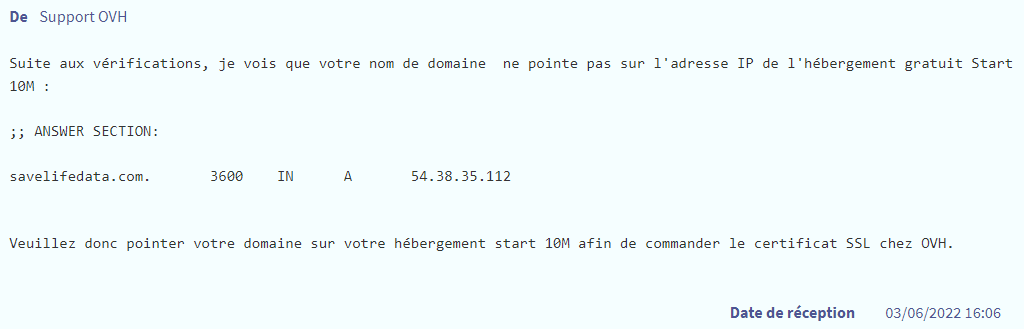 De Support OVH
Suite aux vérifications, je vois que votre nom de domaine  ne pointe pas sur l'adresse IP de l'hébergement gratuit Start
10M :
;; ANSWER SECTION:
savelifedata.com.       3600    IN      A       54.38.35.112
Veuillez donc pointer votre domaine sur votre hébergement start 10M afin de commander le certificat SSL chez OVH.
Date de réception 03/06/2022 16:06